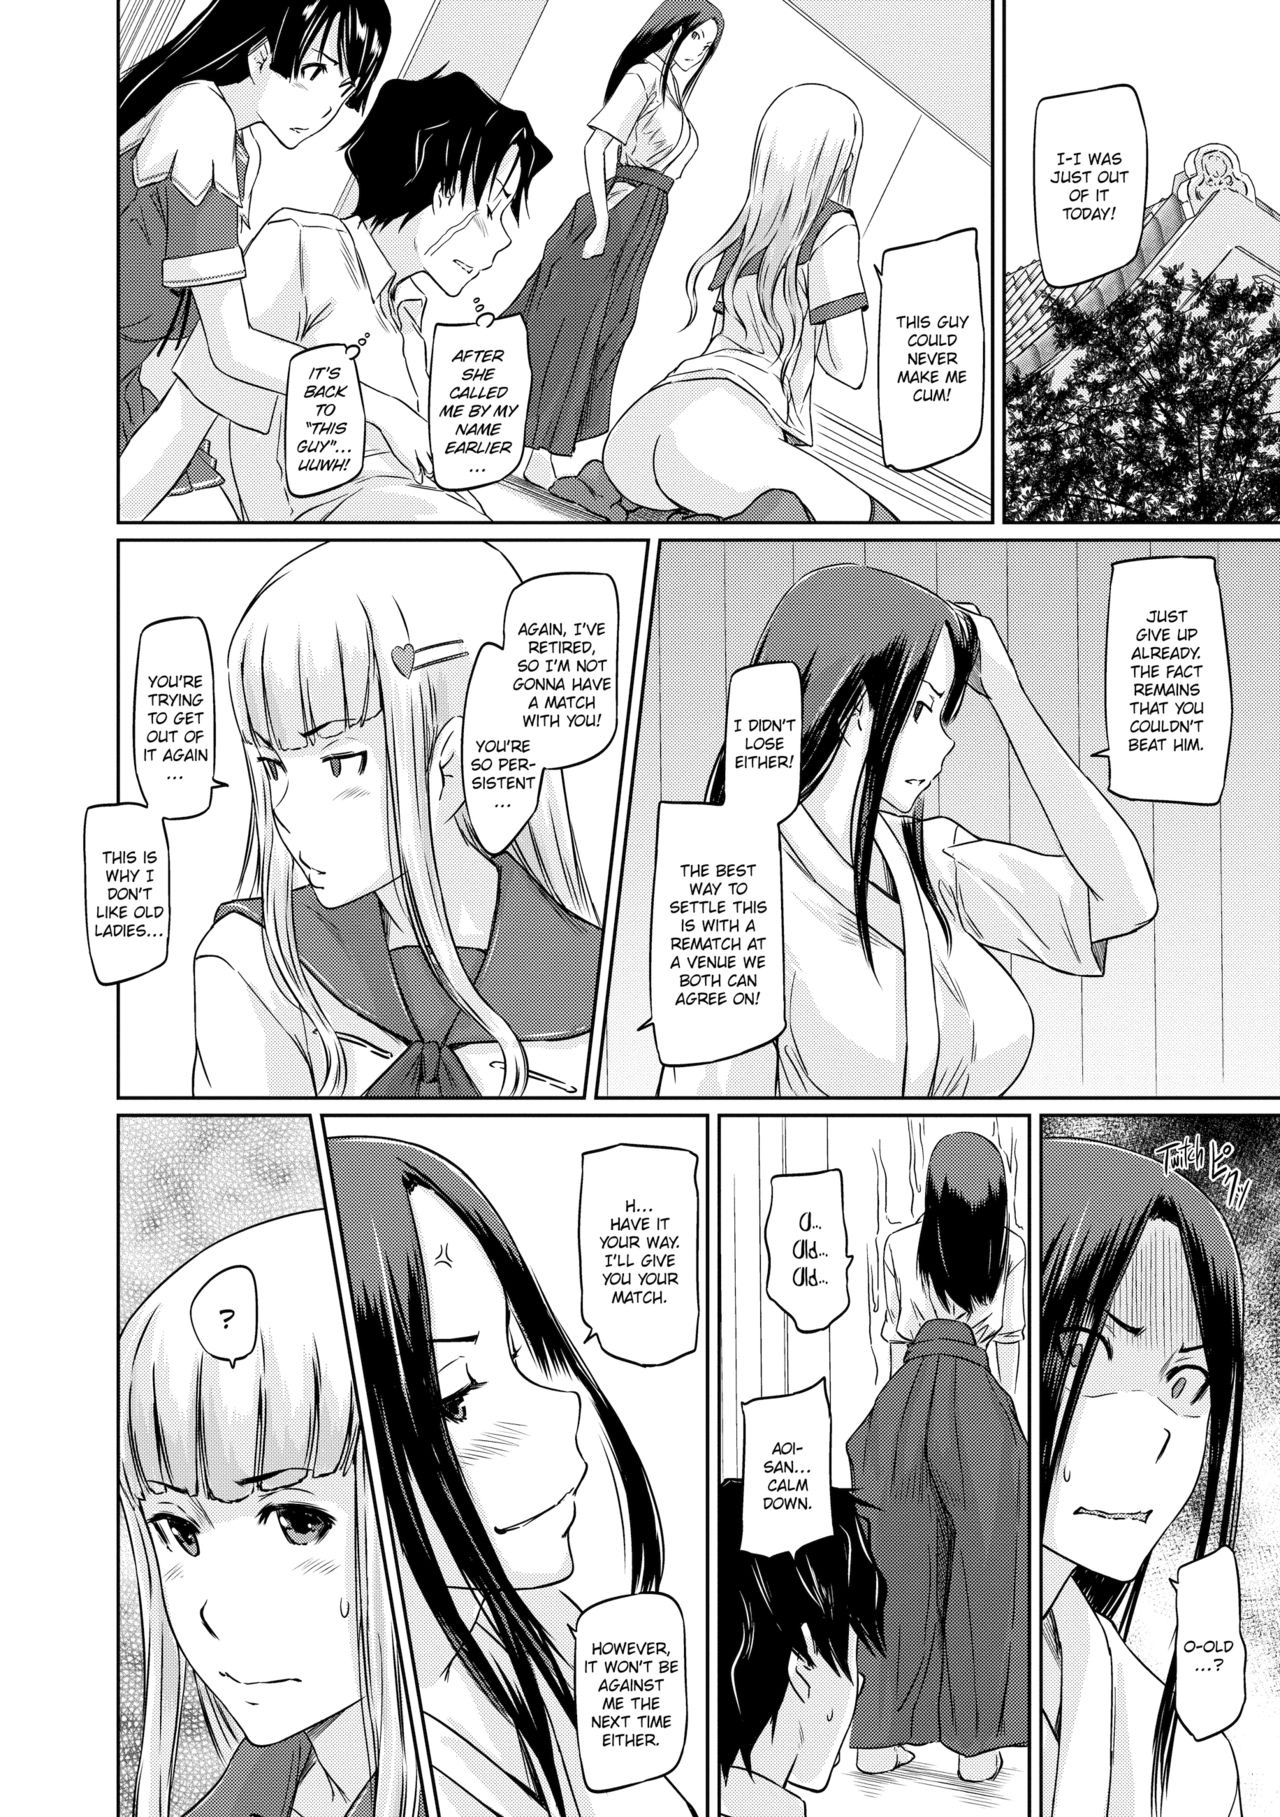 I-I WAS
JUST OUT
OF IT
TODAY!
THIS GUY
COULD
NEVER
MAKE ME
CUM!
AFTER
SHE
CALLED
ME BY MY
NAME
EARLIER
...
IT'S
BACK
TO
"THIS
GUY"...
UUWH!
JUST
GIVE UP
ALREADY.
THE FACT
REMAINS
THAT YOU
COULDN'T
BEAT HIM.
I DIDN'T
LOSE
EITHER!
THE BEST
WAY TO
SETTLE THIS
IS WITH A
REMATCH AT
A VENUE WE
BOTH CAN
AGREE ON!
AGAIN, I'VE
RETIRED,
SO I'M NOT
GONNA HAVE
A MATCH
WITH YOU!
YOU'RE
SO PER-
SISTENT
...
YOU'RE
TRYING
TO GET
OUT OF
IT AGAIN
...
THIS IS
WHY I
DON'T
LIKE OLD
LADIES...
Twitch
ピクッ
O-OLD
...?
O...
Old...
Old...
AOI-
SAN...
CALM
DOWN.
H...
HAVE IT
YOUR WAY.
I'LL GIVE
YOU YOUR
MATCH.
HOWEVER,
IT WON'T BE
AGAINST
ME THE
NEXT TIME
EITHER.
?